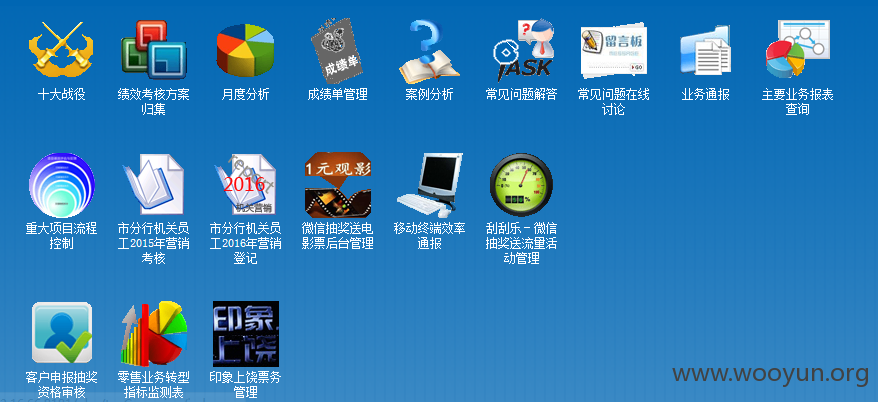 成绩单
?
jASK
留言板
GO
十大战役
绩效考核方案
归集
月度分析
成绩单管理
案例分析
常见问题解答
常见问题在线
讨论
业务通报
主要业务报表
查询
2016
机关营销
1元观影
重大项目流程
控制
市分行机关员
工2015年营销
考核
市分行机关员
工2016年营销
登记
微信抽奖送电
影票后台管理
移动终端效率
通报
刮刮乐-微信
抽奖送流量活
动管理
印象
上饶
客户申报抽奖
资格审核
零售业务转型
指标监测表
印象上饶票务
管理
www.wooyun.org